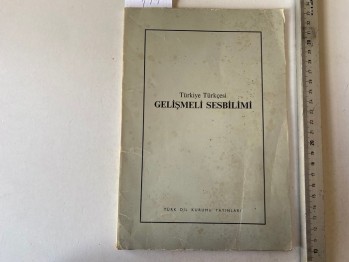 Türkiye Türkçesi
GELİŞMELİ SESBİLİMİ
TÜRK DİL KURUMU YAYINLARI